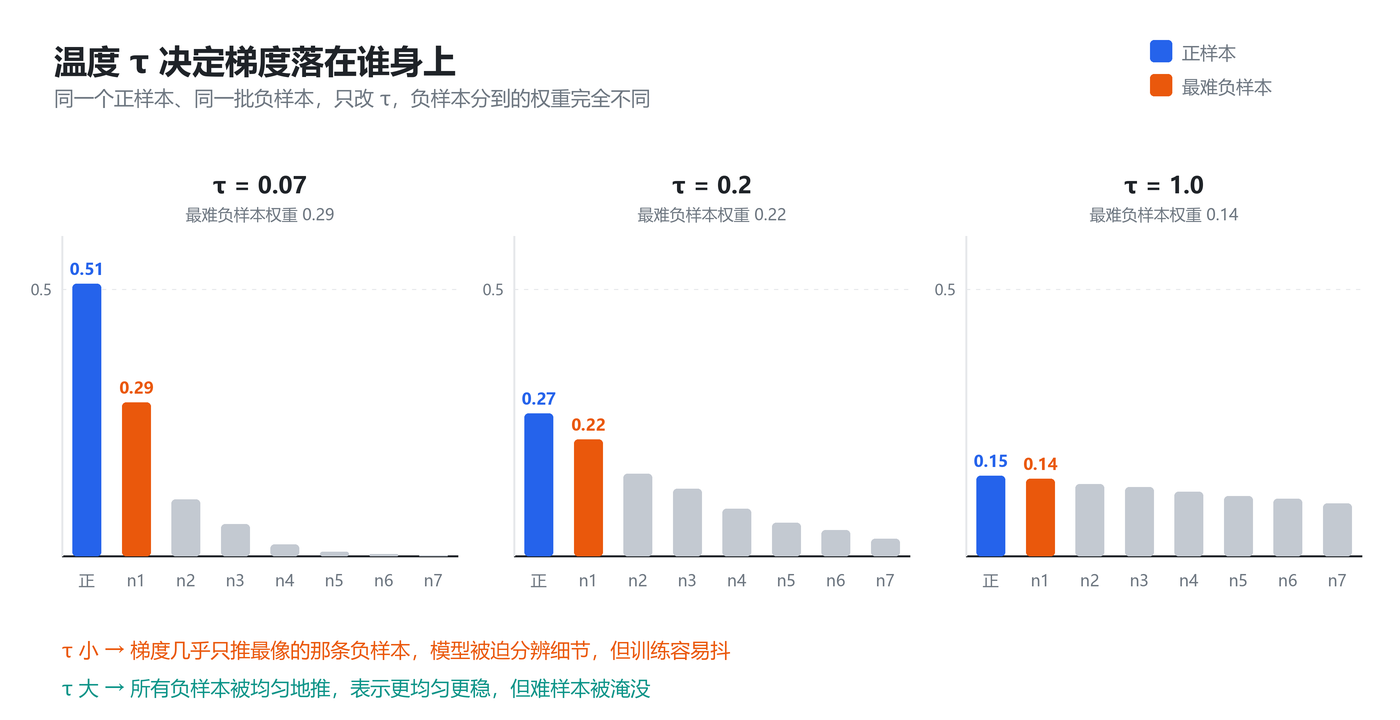 温度 τ 决定梯度落在谁身上
同一个正样本、同一批负样本，只改 τ，负样本分到的权重完全不同
正样本
最难负样本
τ = 0.07
最难负样本权重 0.29
0.5
0.51
0.29
正 n1 n2 n3 n4 n5 n6 n7
τ = 0.2
最难负样本权重 0.22
0.5
0.27
0.22
正 n1 n2 n3 n4 n5 n6 n7
τ = 1.0
最难负样本权重 0.14
0.5
0.15
0.14
正 n1 n2 n3 n4 n5 n6 n7
τ 小 → 梯度几乎只推最像的那条负样本，模型被迫分辨细节，但训练容易抖
τ 大 → 所有负样本被均匀地推，表示更均匀更稳，但难样本被淹没